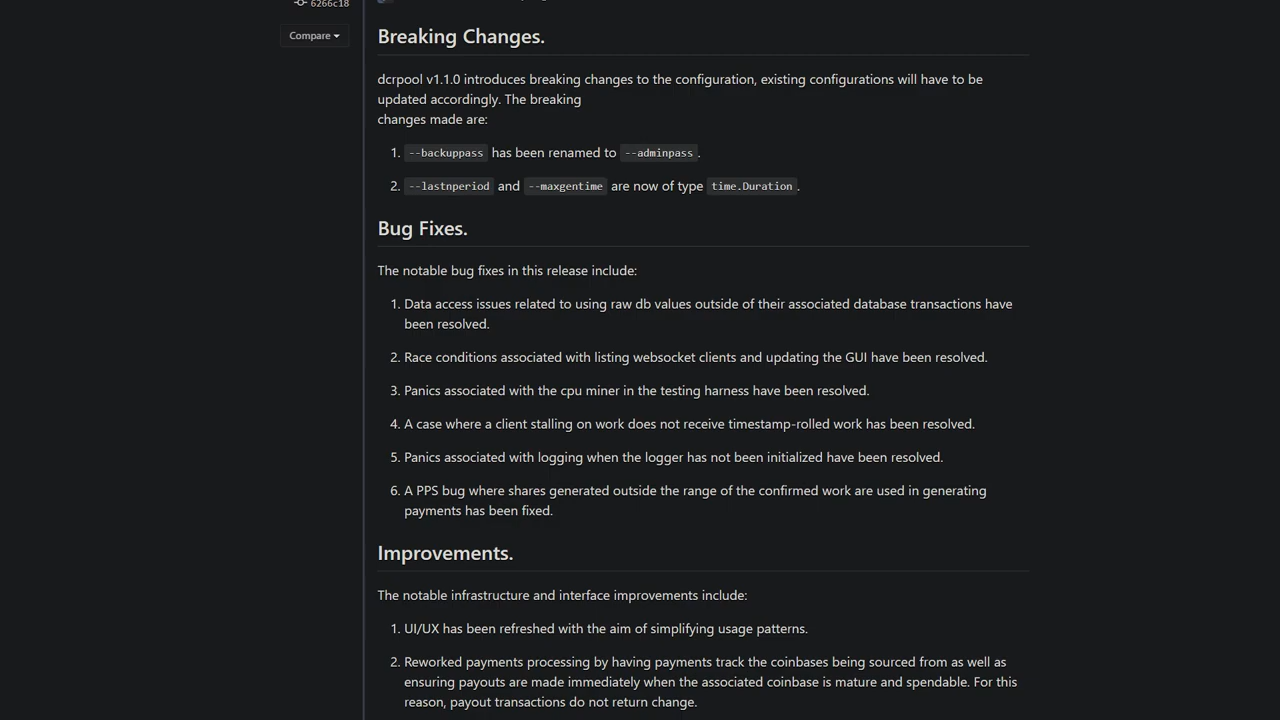 6266c18
Compare
Breaking Changes.
dcrpool v1.1.0 introduces breaking changes to the configuration, existing configurations will have to be
updated accordingly. The breaking
changes made are:
1. --backuppass has been renamed to --adminpass.
2. --lastnperiod and --maxgentime are now of type time.Duration.
Bug Fixes.
The notable bug fixes in this release include:
1. Data access issues related to using raw db values outside of their associated database transactions have
been resolved.
2. Race conditions associated with listing websocket clients and updating the GUI have been resolved.
3. Panics associated with the cpu miner in the testing harness have been resolved.
4. A case where a client stalling on work does not receive timestamp-rolled work has been resolved.
5. Panics associated with logging when the logger has not been initialized have been resolved.
6. A PPS bug where shares generated outside the range of the confirmed work are used in generating
payments has been fixed.
Improvements.
The notable infrastructure and interface improvements include:
1. UI/UX has been refreshed with the aim of simplifying usage patterns.
2. Reworked payments processing by having payments track the coinbases being sourced from as well as
ensuring payouts are made immediately when the associated coinbase is mature and spendable. For this
reason, payout transactions do not return change.